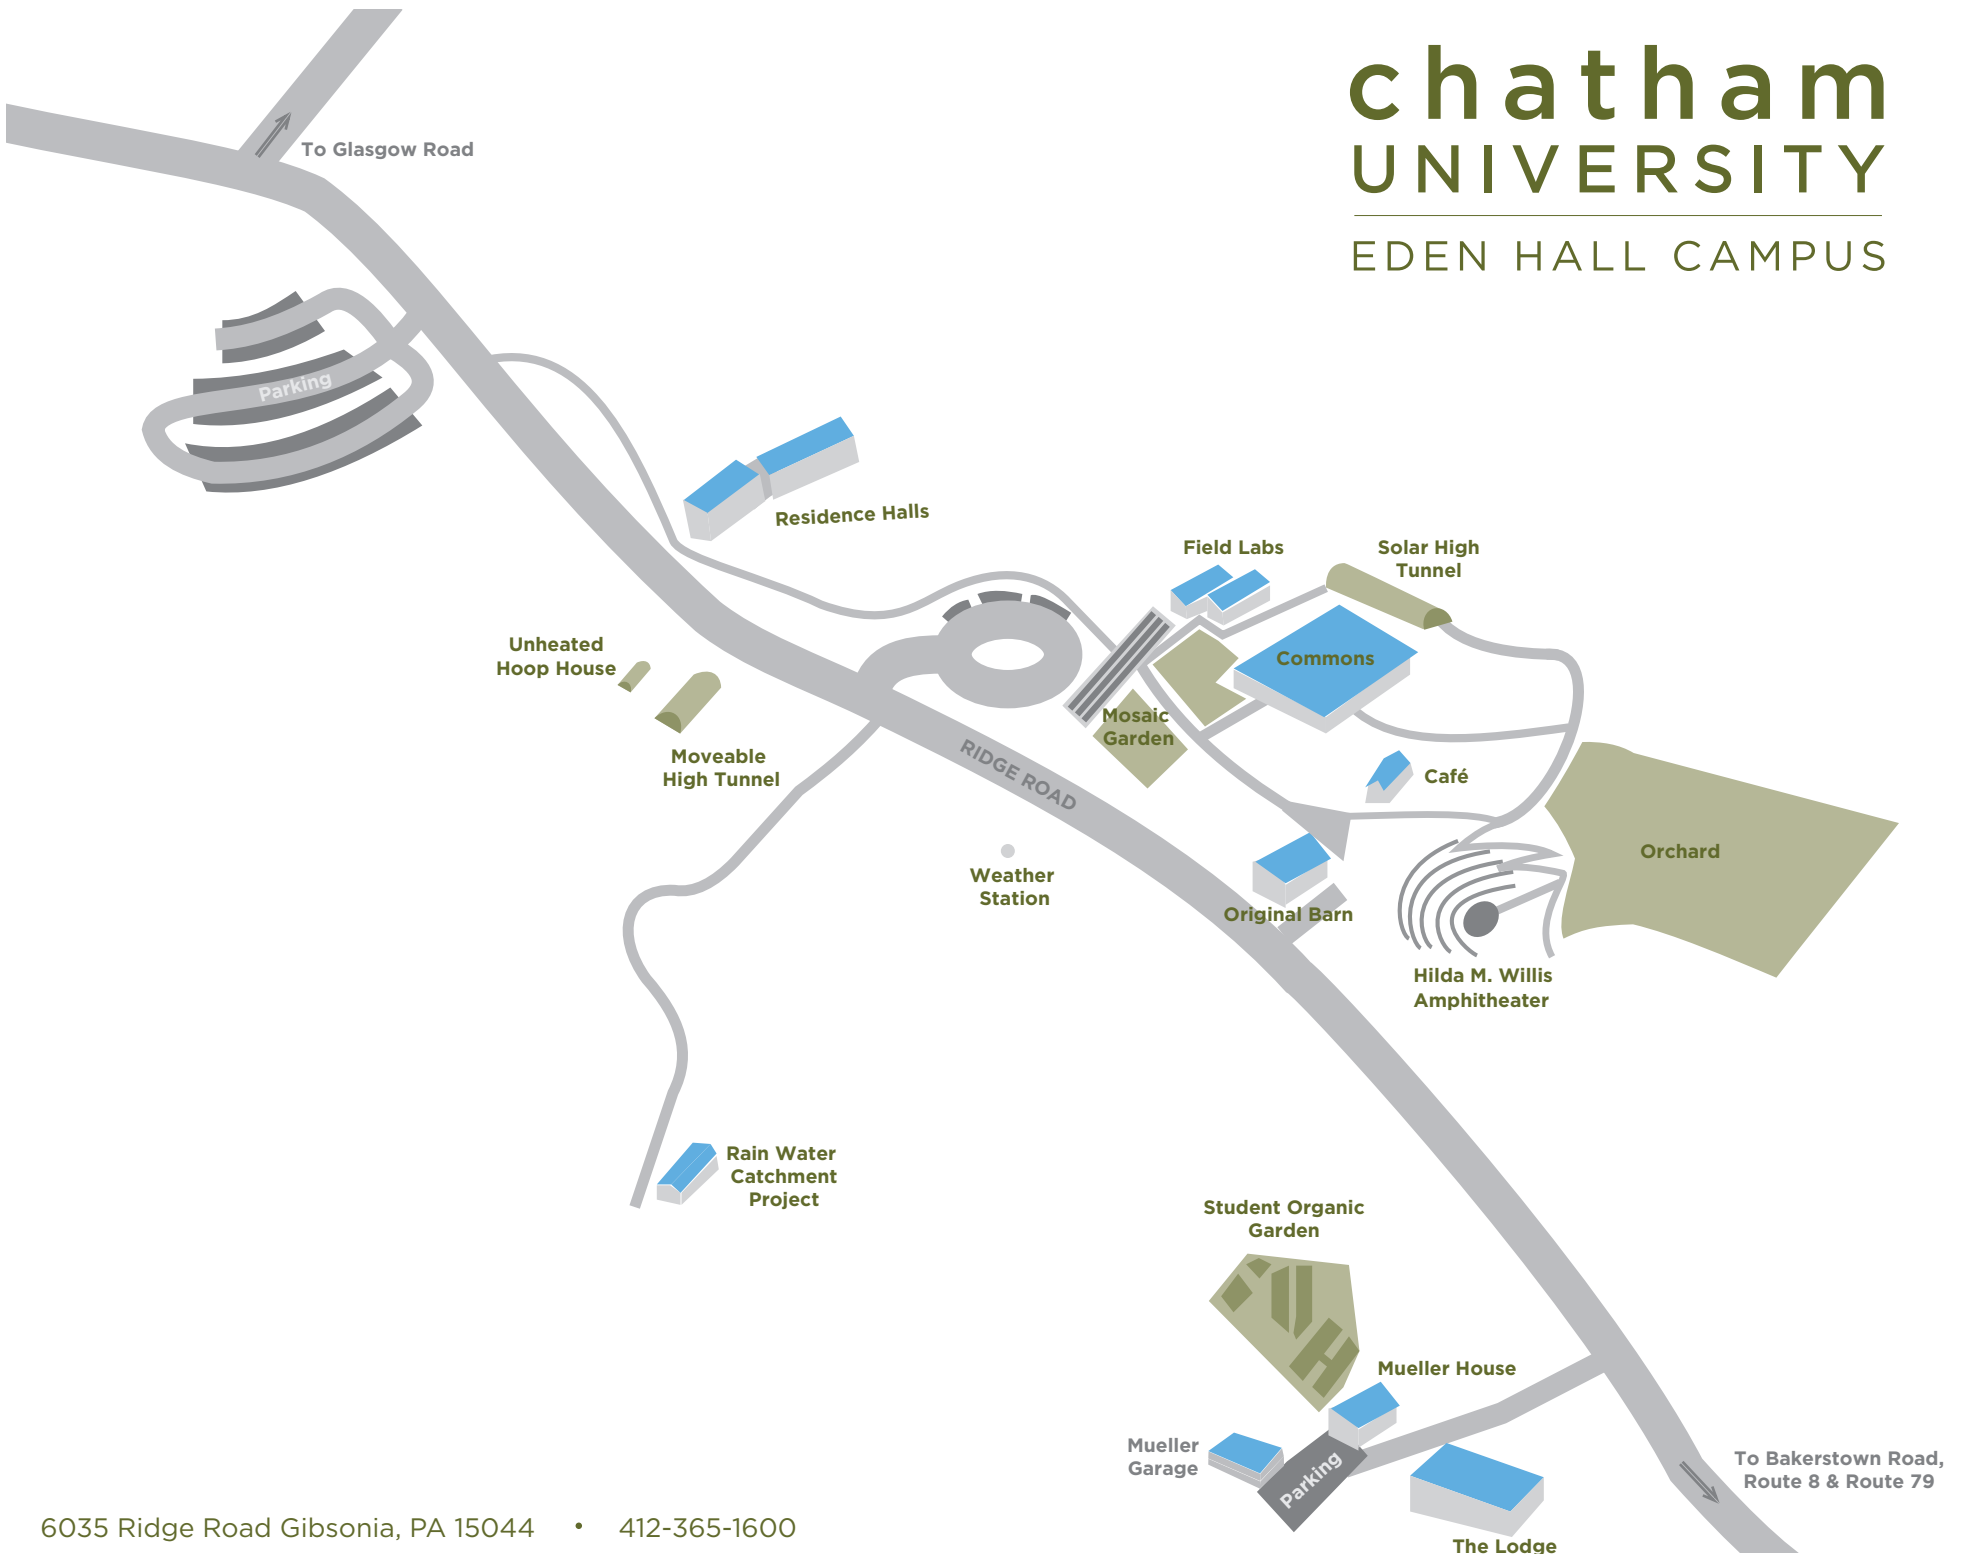 chatham
UNIVERSITY
EDEN HALL CAMPUS
To Glasgow Road
Parking
Residence Halls
Field Labs
Solar High
Tunnel
Unheated
Hoop House
Commons
Moveable
High Tunnel
Mosaic
Garden
RIDGE ROAD
Café
Orchard
Weather
Station
Original Barn
Hilda M. Willis
Amphitheater
Rain Water
Catchment
Project
Student Organic
Garden
Mueller House
Mueller
Garage
Parking
To Bakerstown Road,
Route 8 & Route 79
The Lodge
6035 Ridge Road Gibsonia, PA 15044 • 412-365-1600